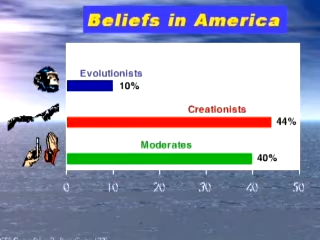 Beliefs in America
Evolutionists
10%
Creationists
44%
Moderates
40%
0 10 20 30 40 50